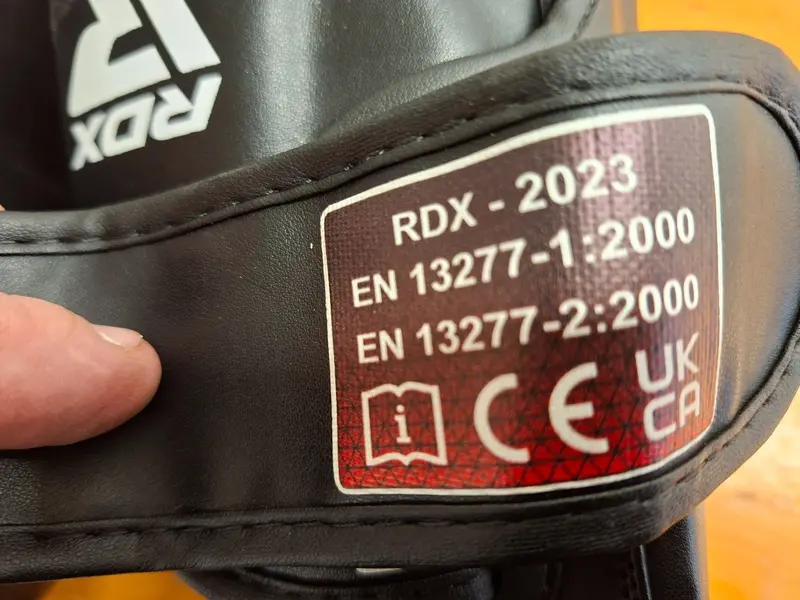 RDX
RDX - 2023
EN 13277-1:2000
EN 13277-2:2000
i CE UK
CA